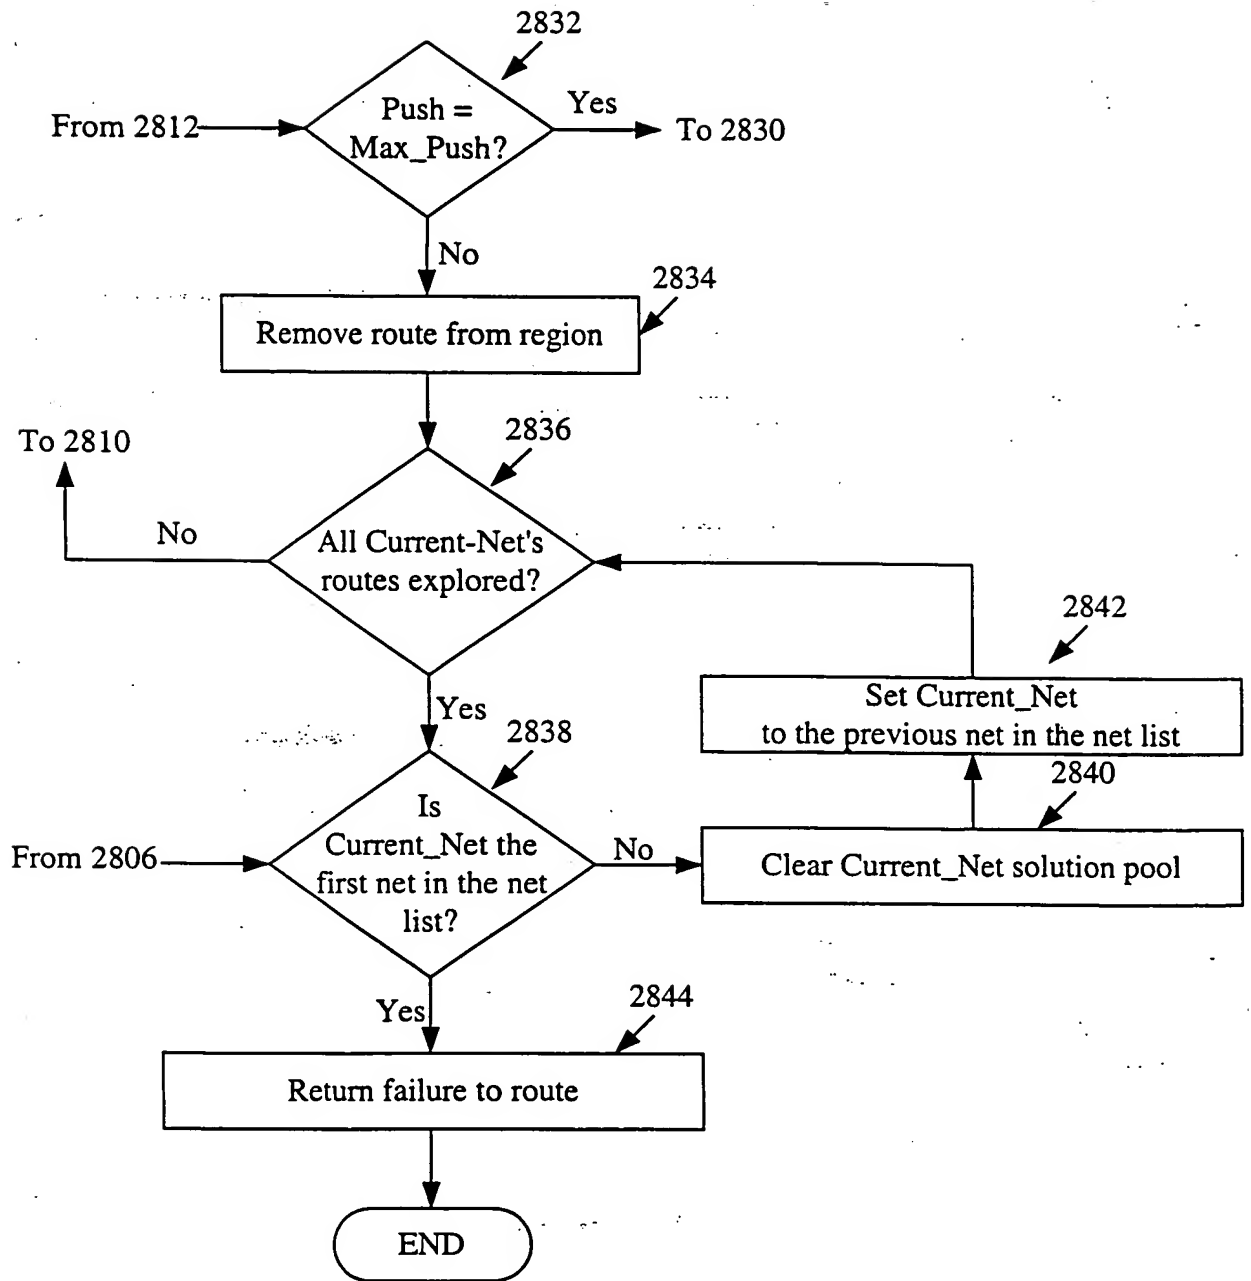 2832
Push =
Max_Push?
From 2812
Yes
To 2830
No
2834
Remove route from region
2836
To 2810
No
All Current-Net's
routes explored?
2842
Set Current_Net
to the previous net in the net list
Yes
2838
2840
Is
Current_Net the
first net in the net
list?
From 2806
No
Clear Current_Net solution pool
Yes
2844
Return failure to route
END